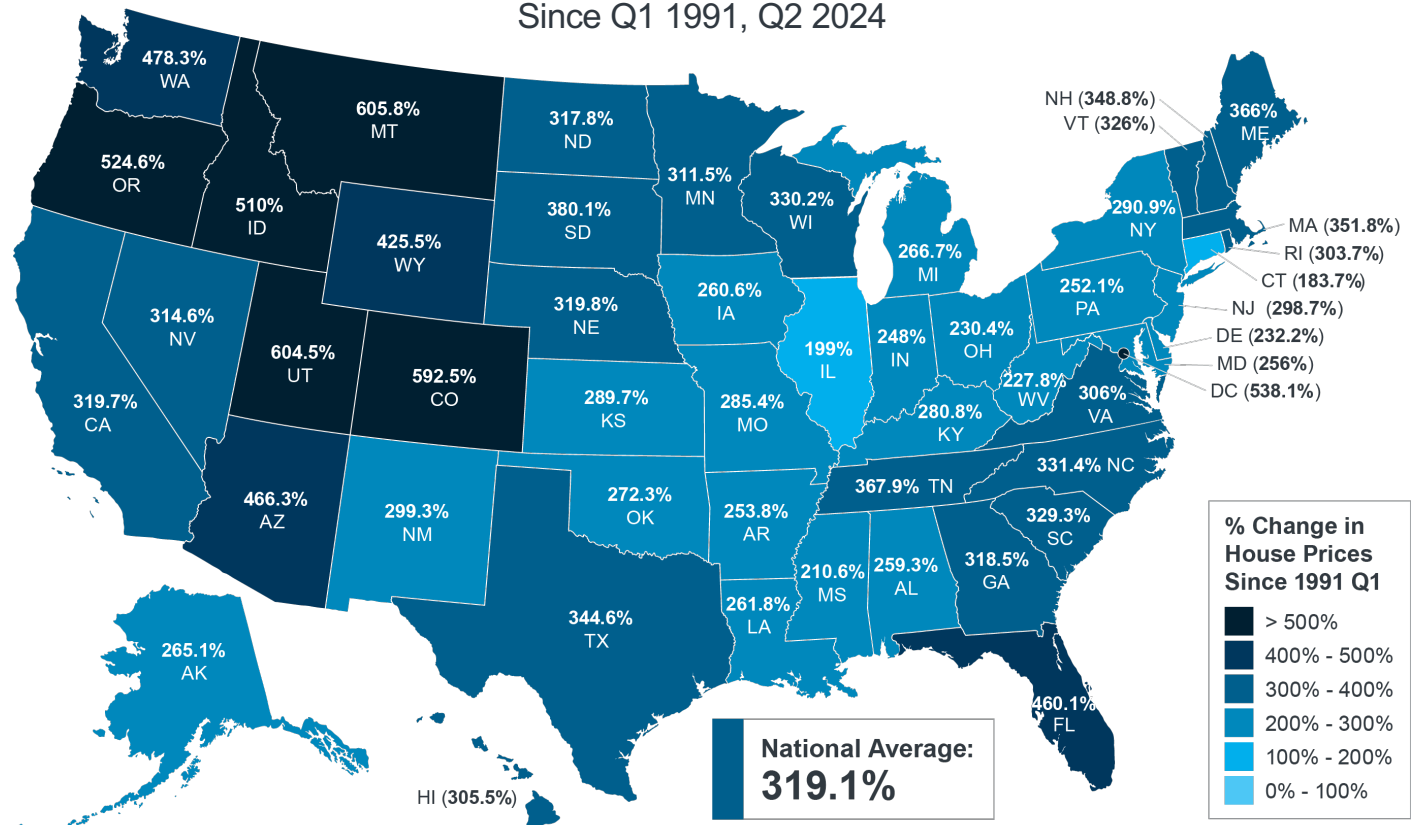 Since Q1 1991, Q2 2024
478.3%
WA
605.8%
MT
317.8%
ND
NH (348.8%)
VT (326%)
366%
ME
524.6%
OR
510%
ID
311.5%
MN
330.2%
WI
380.1%
SD
425.5%
WY
290.9%
NY
MA (351.8%)
RI (303.7%)
CT (183.7%)
NJ (298.7%)
DE (232.2%)
MD (256%)
DC (538.1%)
266.7%
MI
260.6%
IA
252.1%
PA
319.8%
NE
314.6%
NV
604.5%
UT
592.5%
CO
199%
IL
248%
IN
230.4%
OH
227.8%
WV
306%
VA
319.7%
CA
289.7%
KS
285.4%
MO
280.8%
KY
331.4% NC
367.9% TN
466.3%
AZ
299.3%
NM
272.3%
OK
253.8%
AR
329.3%
SC
318.5%
GA
210.6%
MS
259.3%
AL
261.8%
LA
344.6%
TX
265.1%
AK
460.1%
FL
HI (305.5%)
National Average:
319.1%
% Change in
House Prices
Since 1991 Q1
> 500%
400% - 500%
300% - 400%
200% - 300%
100% - 200%
0% - 100%